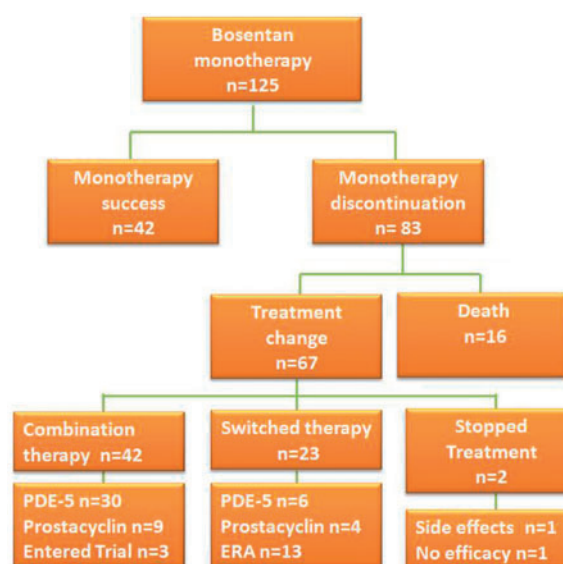 Bosentan
monotherapy
n=125
Monotherapy
success
n=42
Monotherapy
discontinuation
n= 83
Treatment
change
n=67
Death
n=16
Combination
therapy n=42
Switched therapy
n=23
Stopped
Treatment
n=2
PDE-5 n=30
Prostacyclin n=9
Entered Trial n=3
PDE-5 n=6
Prostacyclin n=4
ERA n=13
Side effects n=1
No efficacy n=1